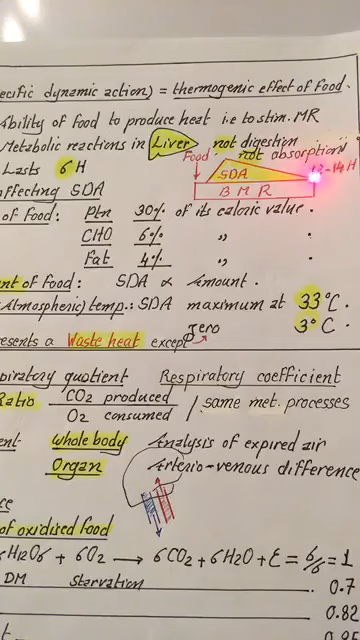 ecific dynamic action) = thermogenic effect of Food.
Ability of food to produce heat i.e to stim. MR
Metabolic reactions in Liver not digestion
not absorption
Lasts 6H
Food
SDA
12-14H
BMR
affecting SDA
of Food: Ptn 30% of its caloric value.
CHO 6% ,,
Fat 4% ,,
nt of Food: SDA ∝ Amount.
(Atmospheric) temp.: SDA maximum at 33°C
zero 3°C
resents a Waste heat except
piratory quotient Respiratory coefficient
Ratio CO2 produced / same met. processes
O2 consumed
ent whole body Analysis of expired air
Organ Arterio-venous difference
ce
of oxidised food
6H12O6 + 6O2 → 6CO2 + 6H2O + E = 6/6 = 1
DM Starvation 0.7
0.82